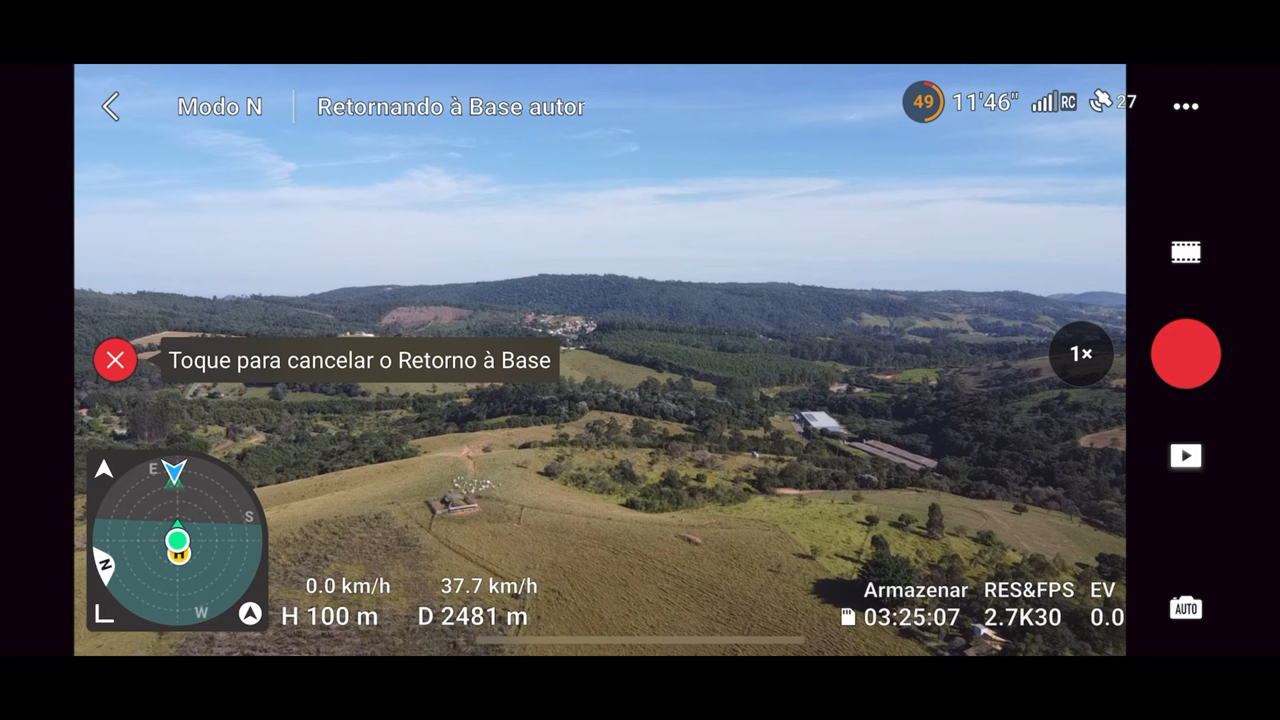 Modo N
Retornando à Base autor
49
11'46"
RC
27
Toque para cancelar o Retorno à Base
1×
E
S
N
H
W
L
0.0 km/h
37.7 km/h
H 100 m
D 2481 m
Armazenar
RES&FPS
EV
03:25:07
2.7K30
0.0
AUTO